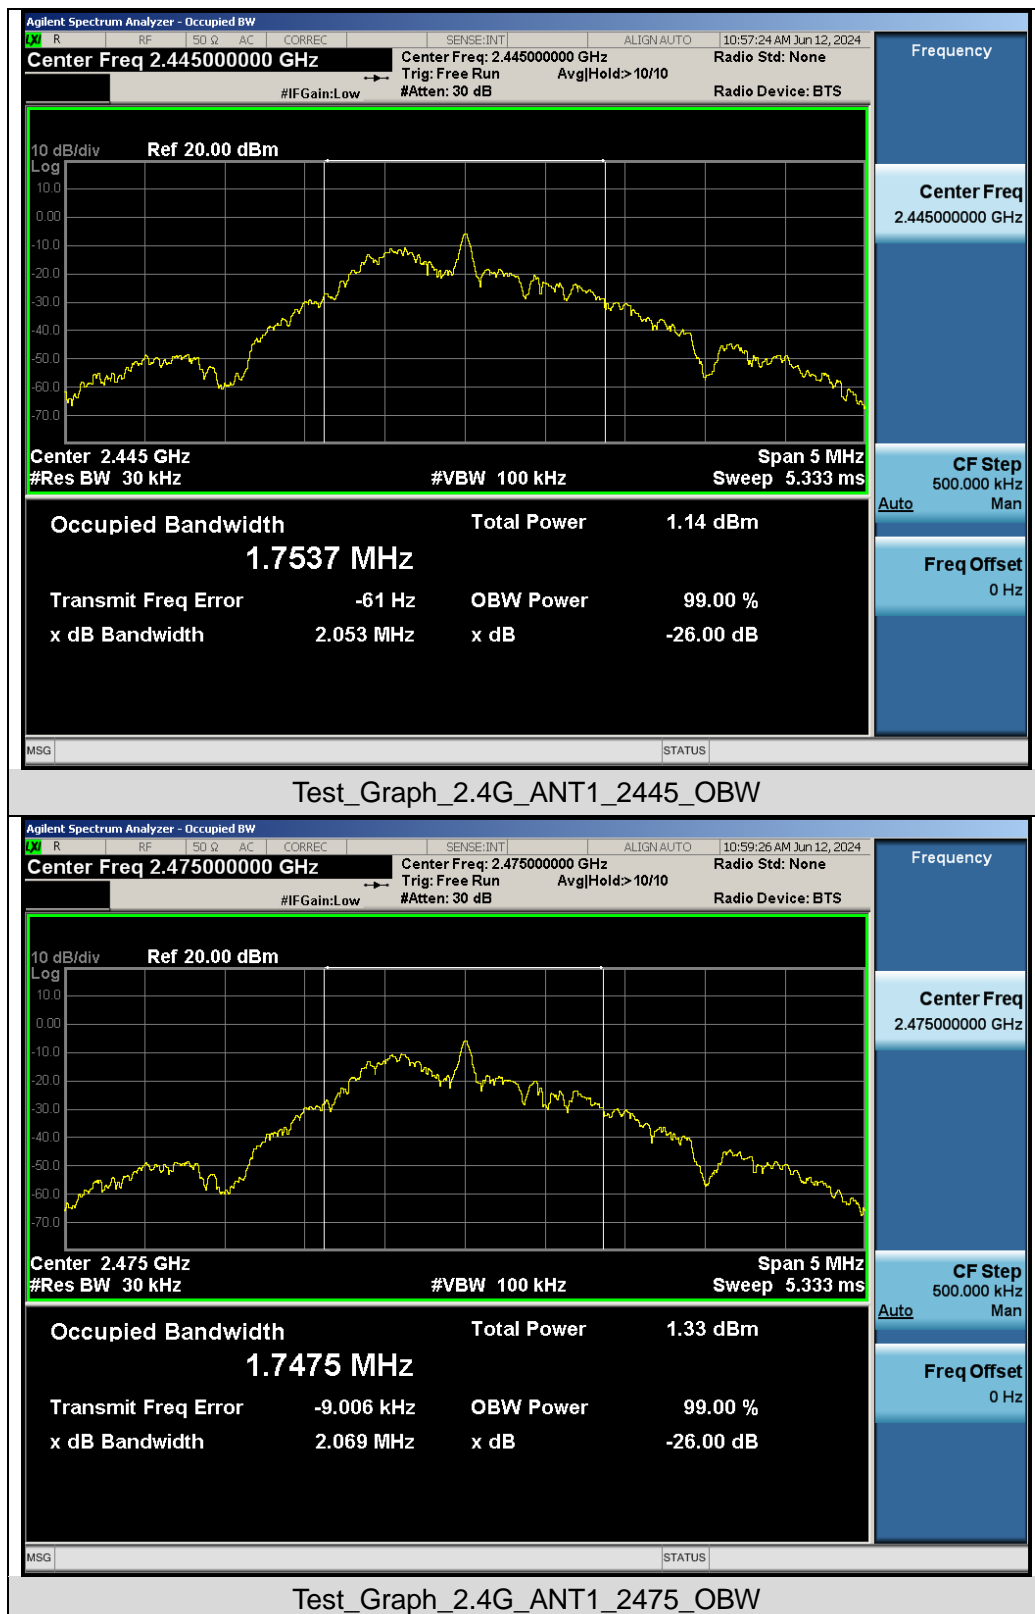 Agilent Spectrum Analyzer - Occupied BW
LXI R RF 50 Ω AC CORREC SENSE:INT ALIGN AUTO 10:57:24 AM Jun 12, 2024
Center Freq 2.445000000 GHz
Center Freq: 2.445000000 GHz
Radio Std: None
Trig: Free Run Avg|Hold:> 10/10
#IFGain:Low #Atten: 30 dB Radio Device: BTS
10 dB/div Ref 20.00 dBm
Log
10.0
0.00
-10.0
-20.0
-30.0
-40.0
-50.0
-60.0
-70.0
Center 2.445 GHz Span 5 MHz
#Res BW 30 kHz #VBW 100 kHz Sweep 5.333 ms
Occupied Bandwidth Total Power 1.14 dBm
1.7537 MHz
Transmit Freq Error -61 Hz OBW Power 99.00 %
x dB Bandwidth 2.053 MHz x dB -26.00 dB
MSG STATUS
Frequency
Center Freq
2.445000000 GHz
CF Step
500.000 kHz
Auto Man
Freq Offset
0 Hz
Test_Graph_2.4G_ANT1_2445_OBW
Agilent Spectrum Analyzer - Occupied BW
LXI R RF 50 Ω AC CORREC SENSE:INT ALIGN AUTO 10:59:26 AM Jun 12, 2024
Center Freq 2.475000000 GHz
Center Freq: 2.475000000 GHz
Radio Std: None
Trig: Free Run Avg|Hold:> 10/10
#IFGain:Low #Atten: 30 dB Radio Device: BTS
10 dB/div Ref 20.00 dBm
Log
10.0
0.00
-10.0
-20.0
-30.0
-40.0
-50.0
-60.0
-70.0
Center 2.475 GHz Span 5 MHz
#Res BW 30 kHz #VBW 100 kHz Sweep 5.333 ms
Occupied Bandwidth Total Power 1.33 dBm
1.7475 MHz
Transmit Freq Error -9.006 kHz OBW Power 99.00 %
x dB Bandwidth 2.069 MHz x dB -26.00 dB
MSG STATUS
Frequency
Center Freq
2.475000000 GHz
CF Step
500.000 kHz
Auto Man
Freq Offset
0 Hz
Test_Graph_2.4G_ANT1_2475_OBW